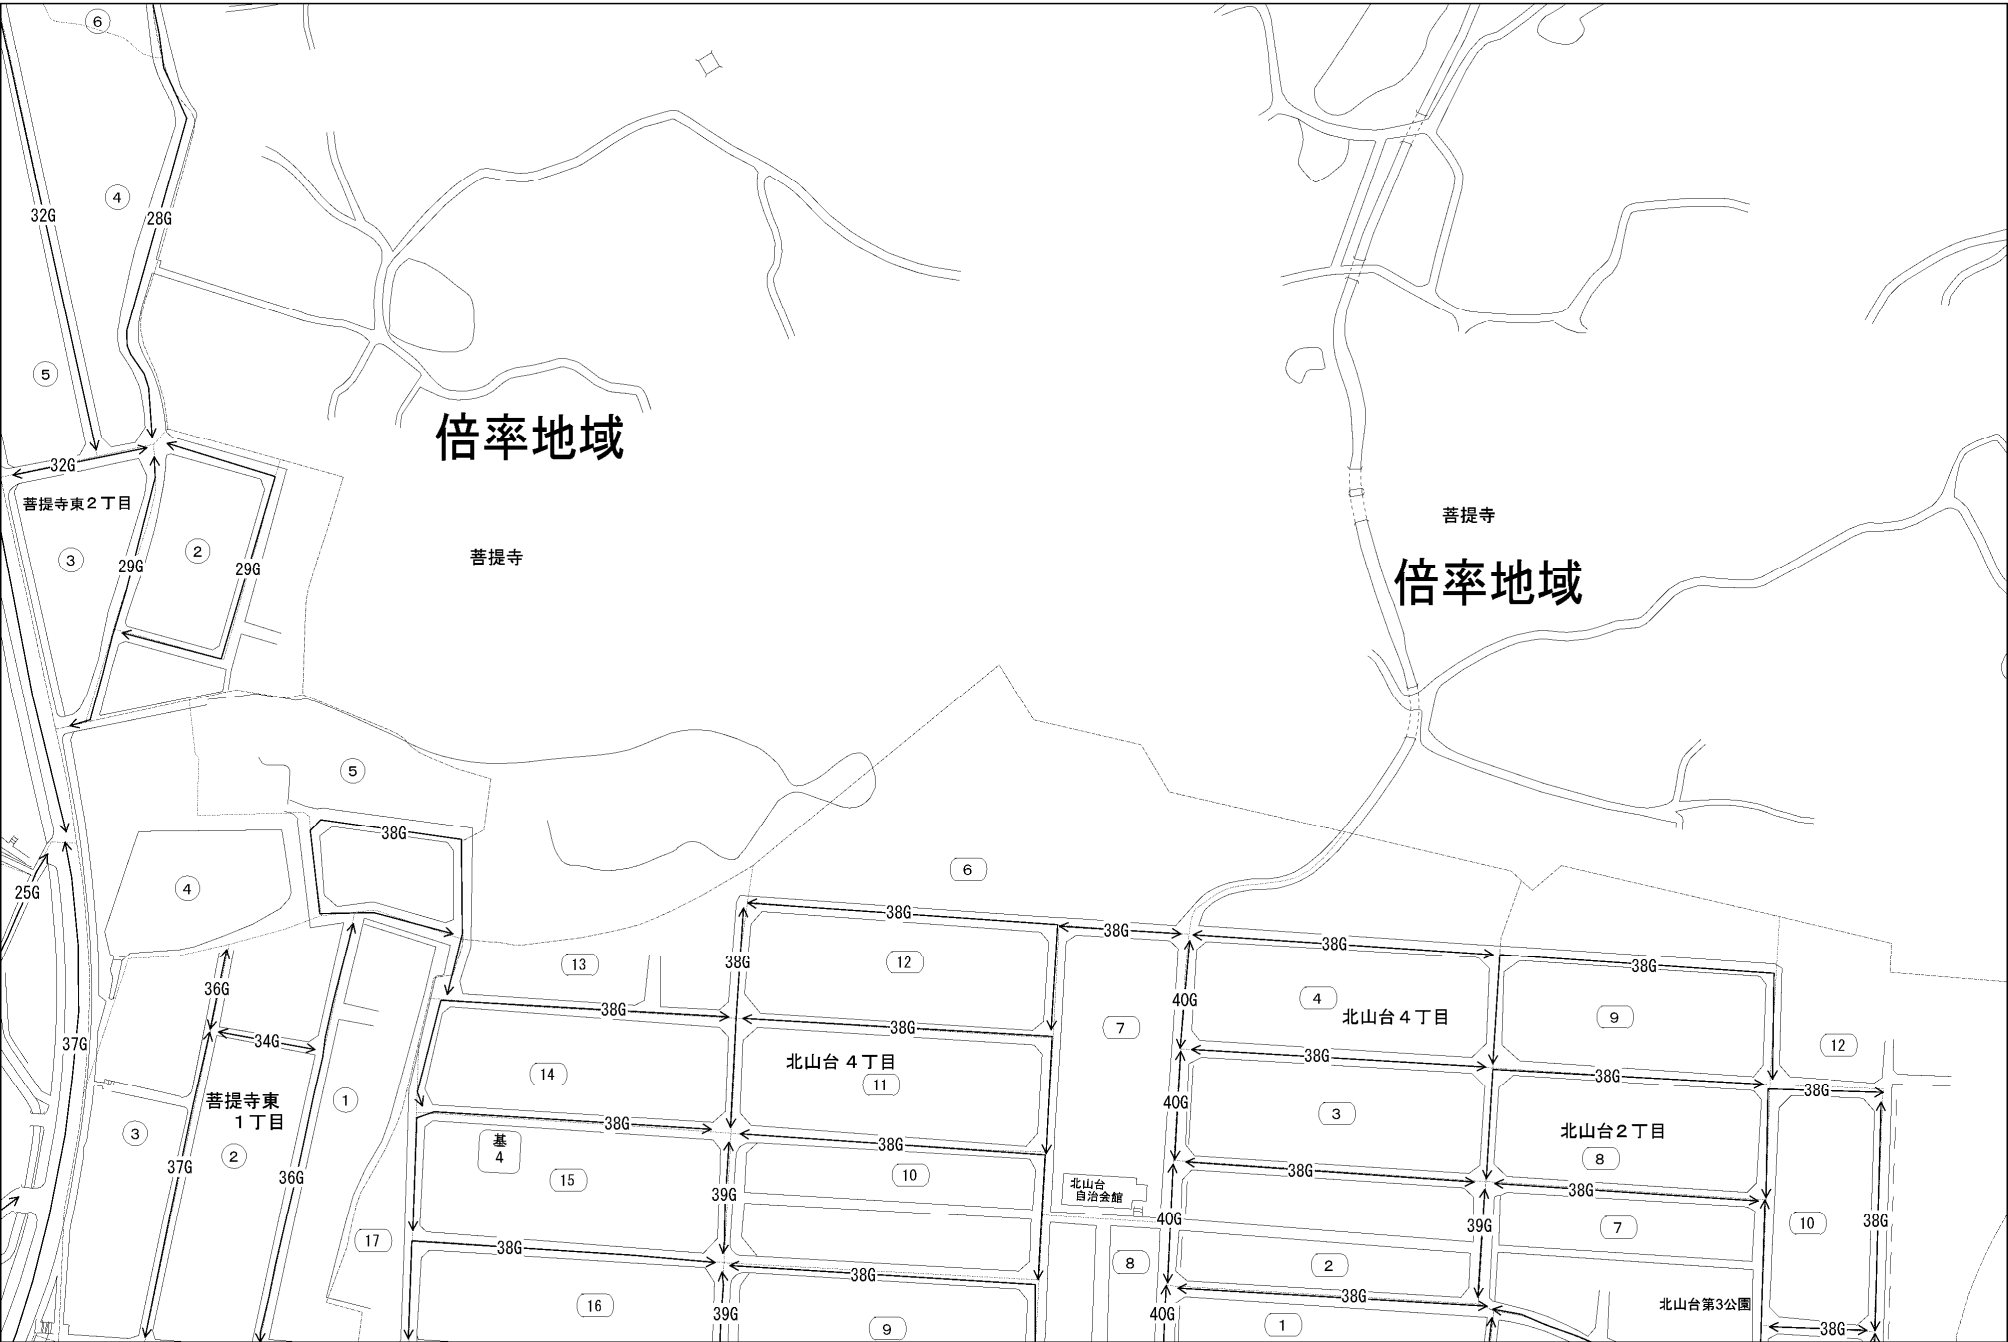 ⑥
④
32G
28G
⑤
倍率地域
32G
菩提寺東２丁目
③
②
29G
29G
菩提寺
菩提寺
倍率地域
⑤
38G
④
25G
6
38G
38G
38G
38G
13
38G
12
36G
40G
4
北山台４丁目
9
38G
38G
7
37G
34G
北山台４丁目
14
11
38G
38G
12
38G
菩提寺東
１丁目
①
③
②
40G
3
北山台２丁目
8
38G
基
4
38G
37G
36G
15
39G
10
北山台
自治会館
38G
38G
40G
39G
7
10
38G
17
38G
38G
8
2
16
39G
9
40G
38G
1
北山台第3公園
38G